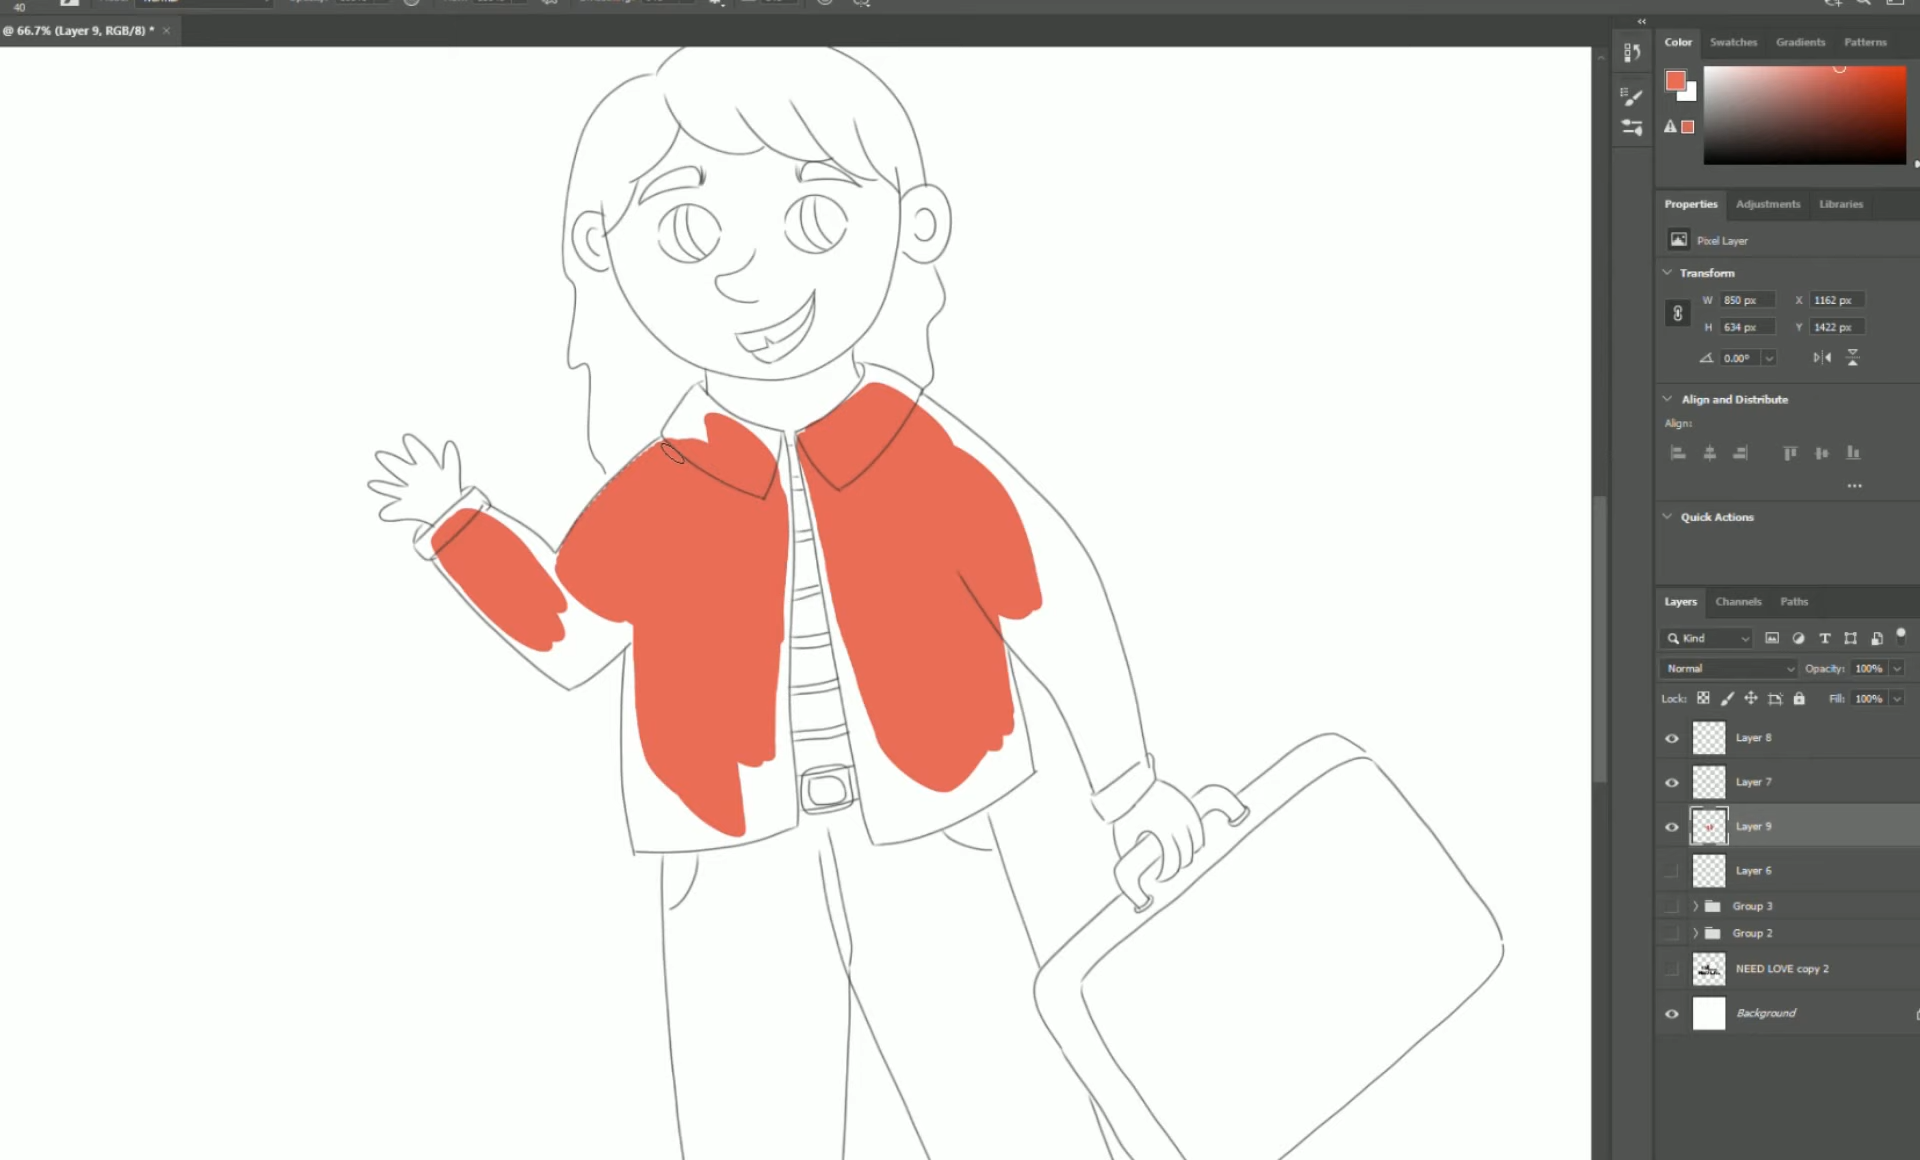 40
@ 66.7% (Layer 9, RGB/8) *
Color Swatches Gradients Patterns
Properties Adjustments Libraries
Pixel Layer
Transform
W 850 px X 1162 px
H 634 px Y 1422 px
0.00°
Align and Distribute
Align:
Quick Actions
Layers Channels Paths
Kind
Normal Opacity: 100%
Lock: Fill: 100%
Layer 8
Layer 7
Layer 9
Layer 6
Group 3
Group 2
NEED LOVE copy 2
Background